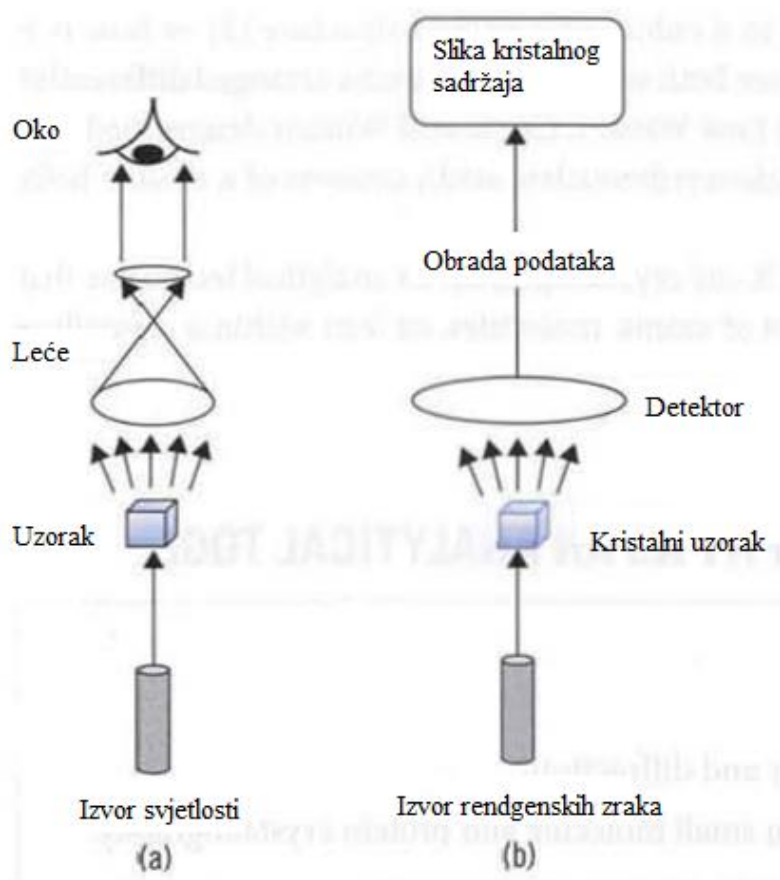 Slika kristalnog
sadržaja
Oko
Obrada podataka
Leće
Detektor
Uzorak
Kristalni uzorak
Izvor svjetlosti
Izvor rendgenskih zraka
(a)
(b)